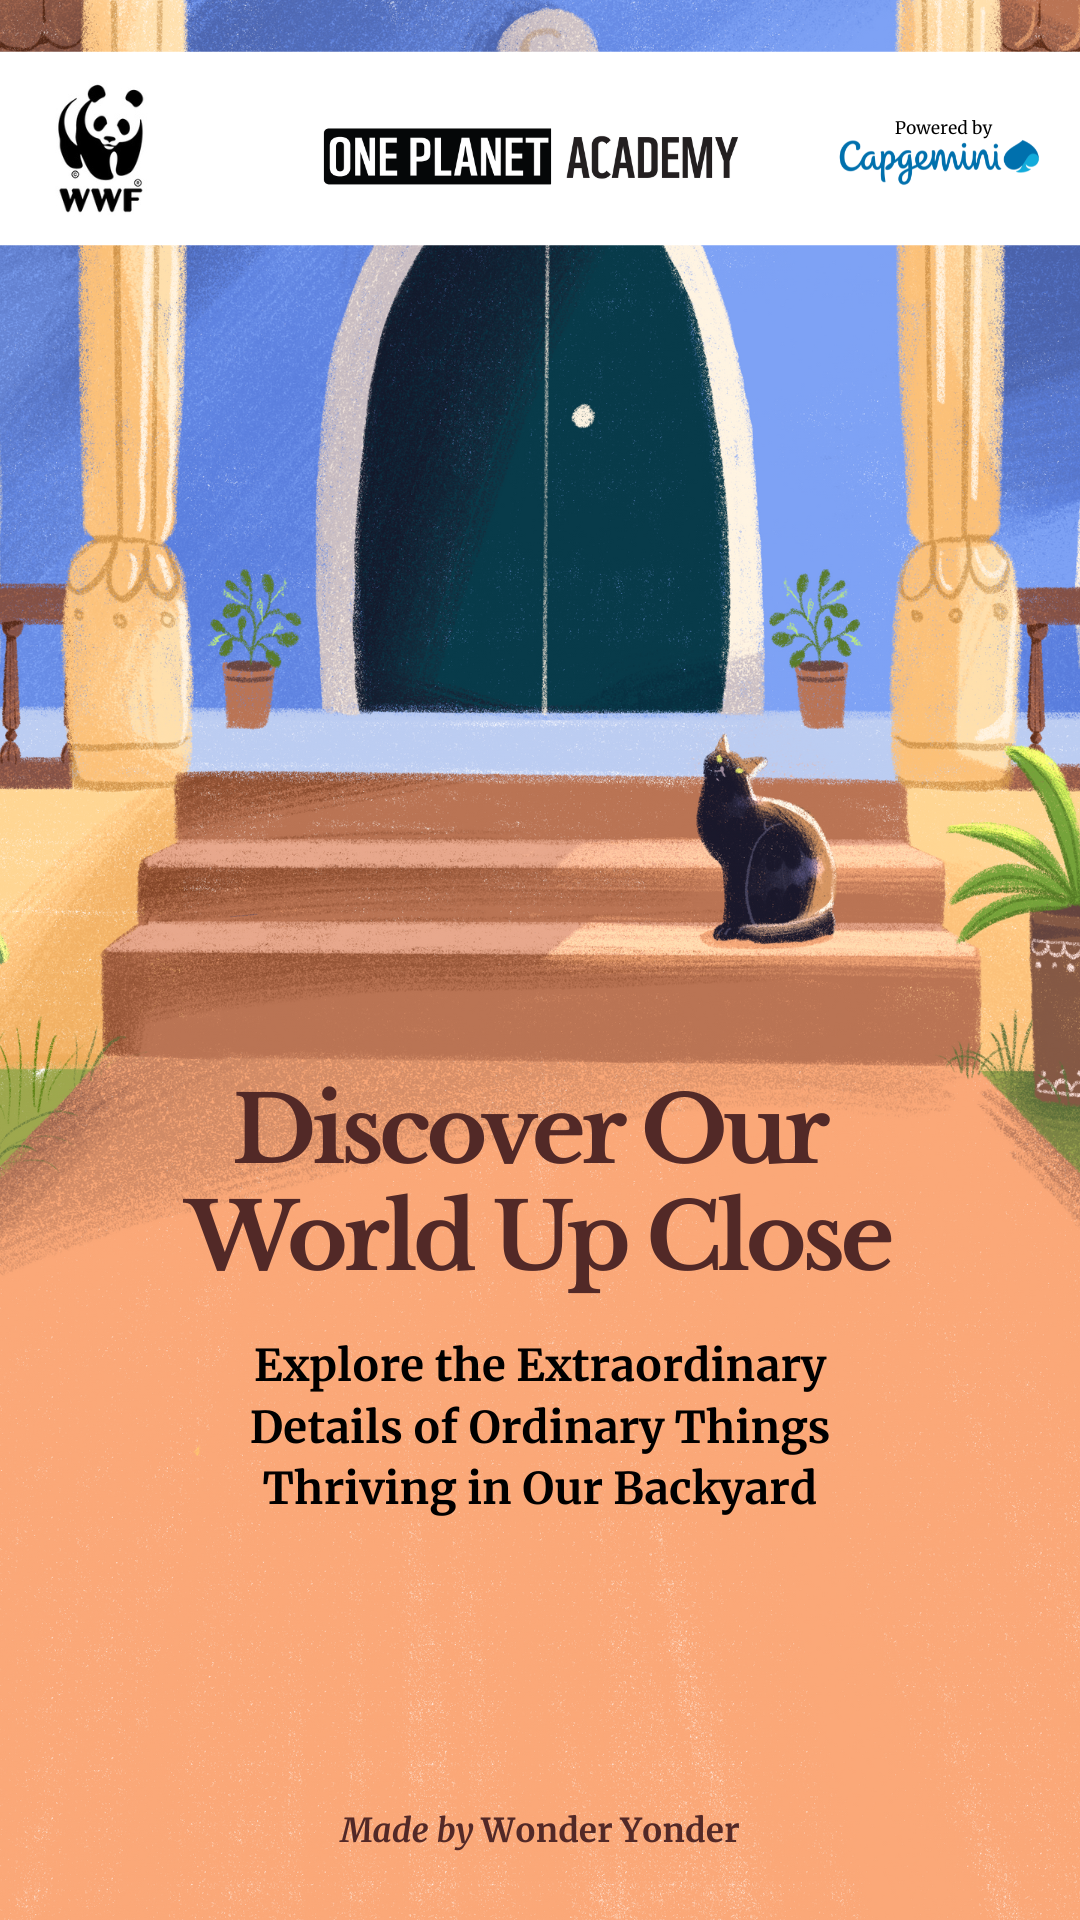 WWF
ONE PLANET ACADEMY
Powered by
Capgemini
Discover Our
World Up Close
Explore the Extraordinary
Details of Ordinary Things
Thriving in Our Backyard
Made by Wonder Yonder